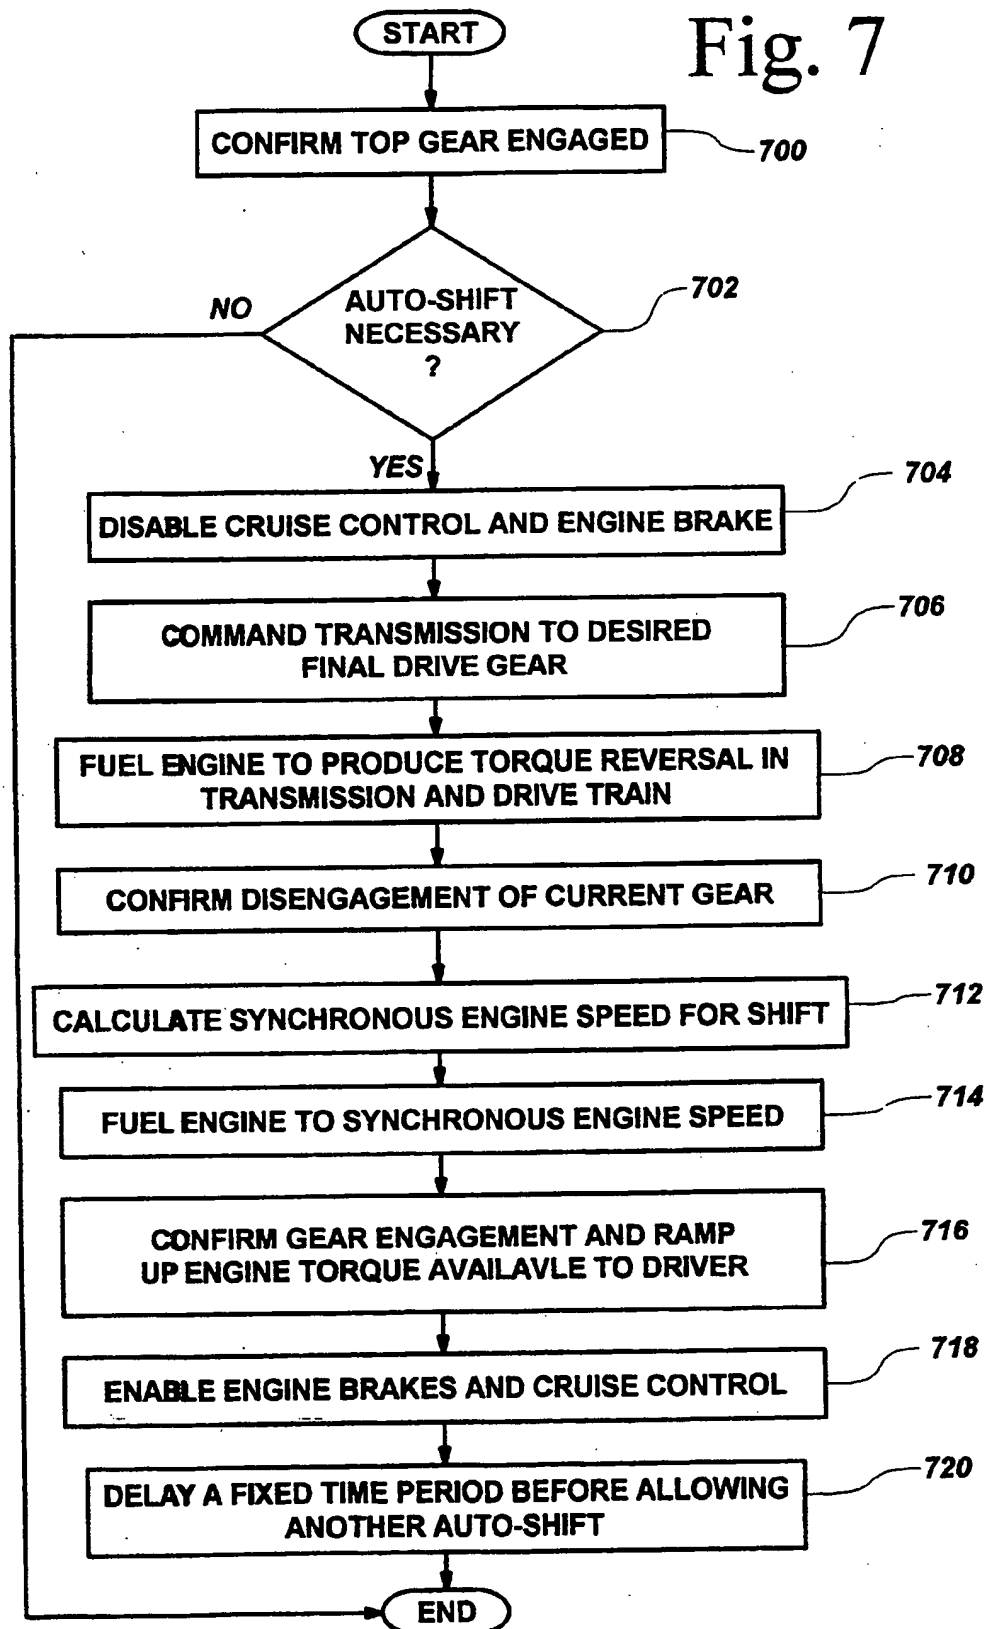 START
Fig. 7
CONFIRM TOP GEAR ENGAGED
700
AUTO-SHIFT
NECESSARY
?
702
NO
YES
704
DISABLE CRUISE CONTROL AND ENGINE BRAKE
706
COMMAND TRANSMISSION TO DESIRED
FINAL DRIVE GEAR
708
FUEL ENGINE TO PRODUCE TORQUE REVERSAL IN
TRANSMISSION AND DRIVE TRAIN
710
CONFIRM DISENGAGEMENT OF CURRENT GEAR
712
CALCULATE SYNCHRONOUS ENGINE SPEED FOR SHIFT
714
FUEL ENGINE TO SYNCHRONOUS ENGINE SPEED
716
CONFIRM GEAR ENGAGEMENT AND RAMP
UP ENGINE TORQUE AVAILAVLE TO DRIVER
718
ENABLE ENGINE BRAKES AND CRUISE CONTROL
720
DELAY A FIXED TIME PERIOD BEFORE ALLOWING
ANOTHER AUTO-SHIFT
END